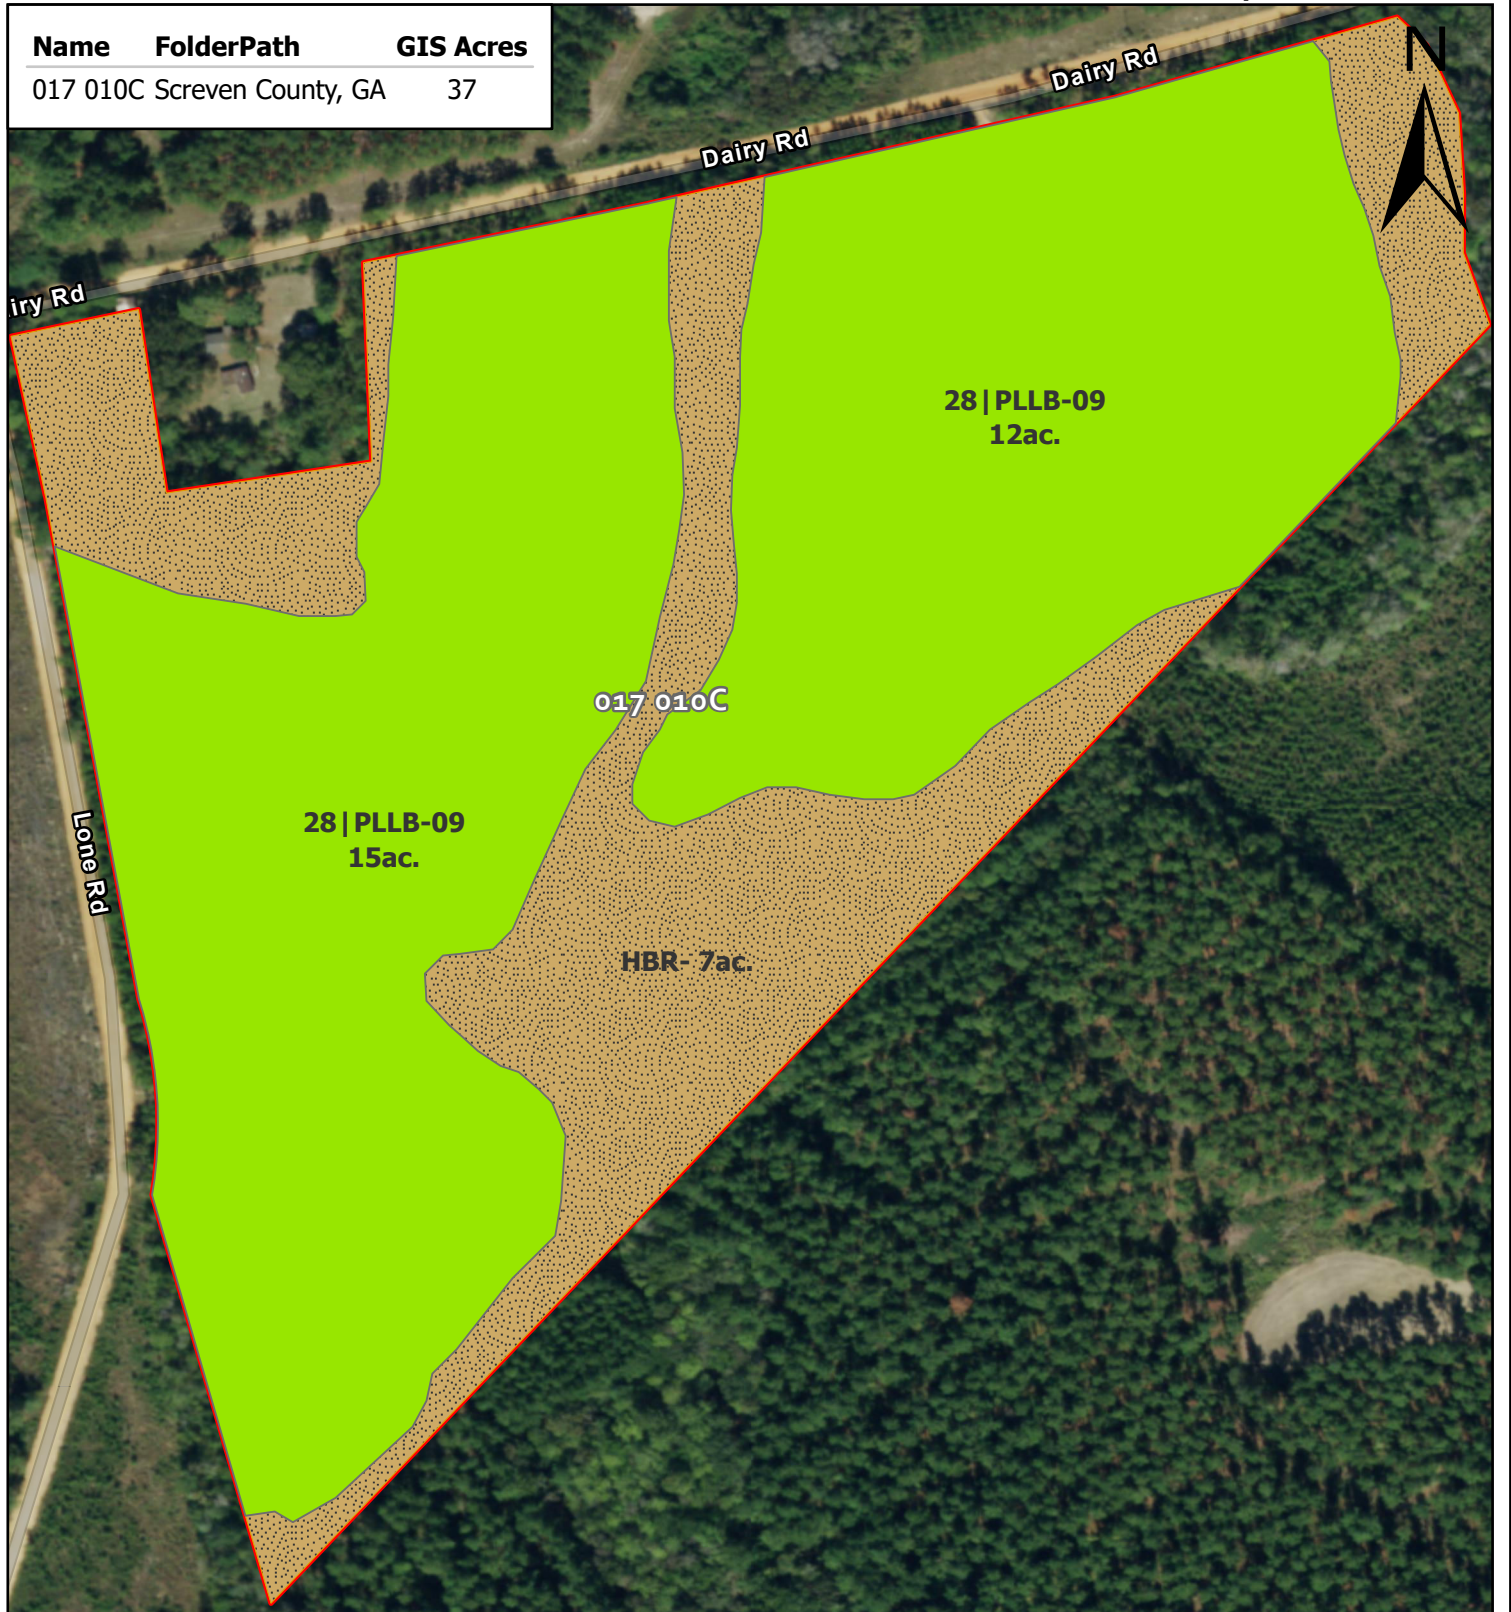 Name FolderPath GIS Acres
017 010C Screven County, GA 37
N
Dairy Rd
Dairy Rd
iry Rd
28|PLLB-09
12ac.
017 010C
28|PLLB-09
15ac.
Lone Rd
HBR- 7ac.